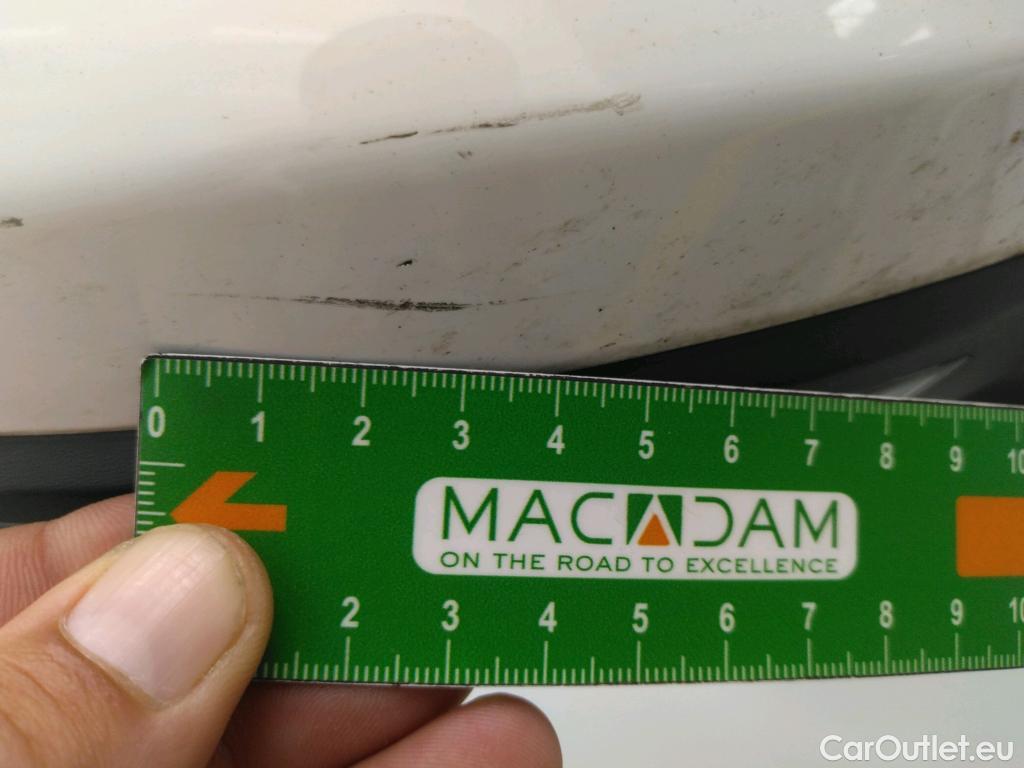 0 1 2 3 4 5 6 7 8 9 10
MACADAM
ON THE ROAD TO EXCELLENCE
2 3 4 5 6 7 8 9 10
CarOutlet.eu